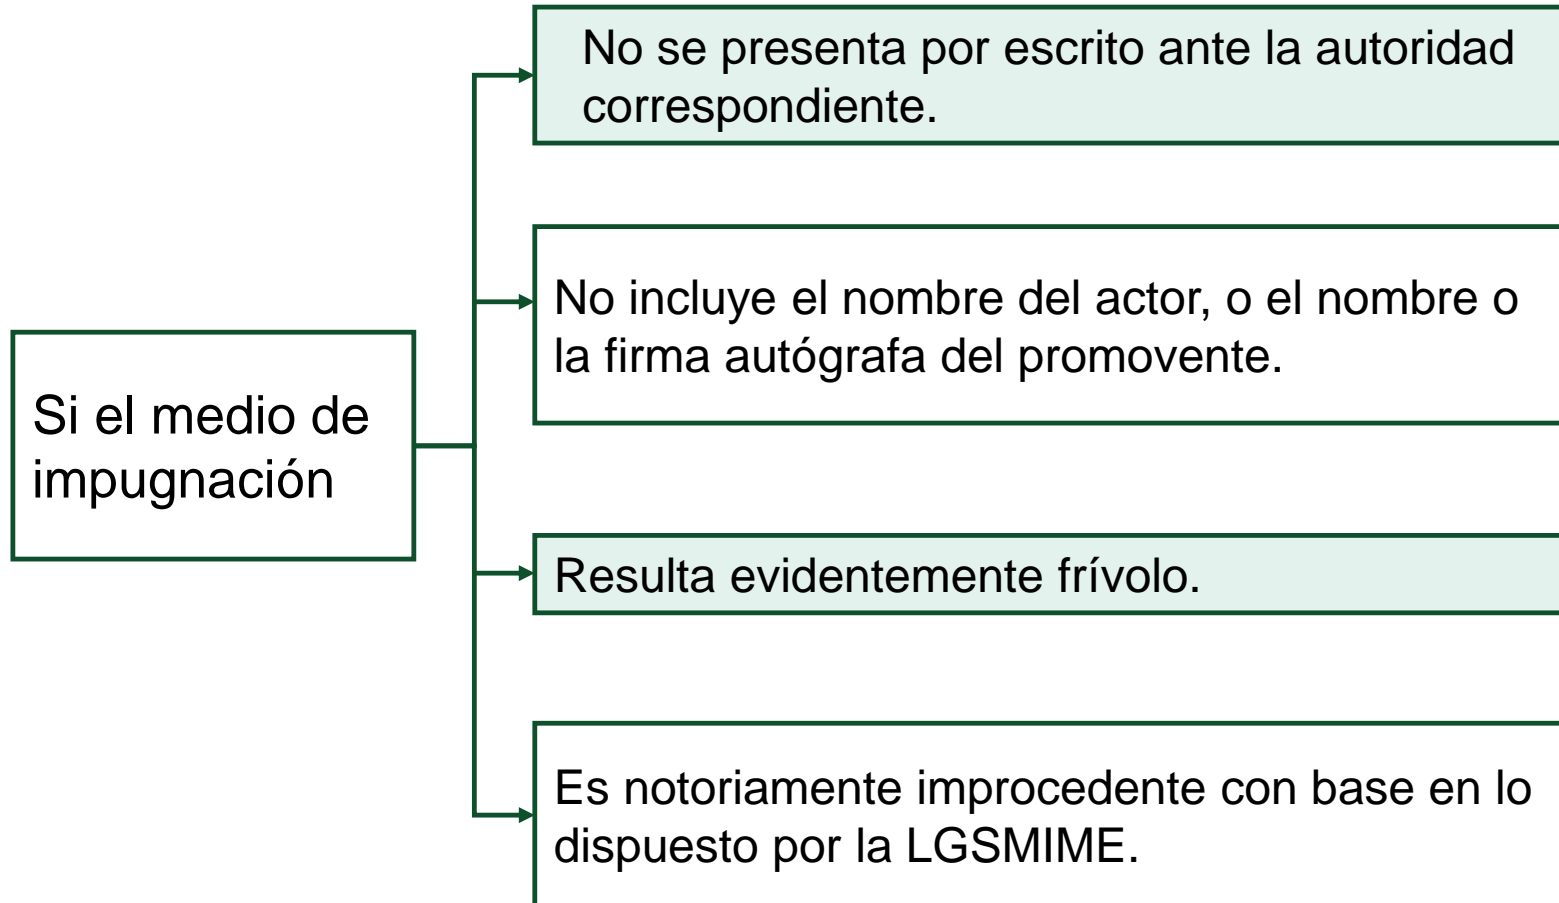 No se presenta por escrito ante la autoridad
correspondiente.
No incluye el nombre del actor, o el nombre o
la firma autógrafa del promovente.
Si el medio de
impugnación
Resulta evidentemente frívolo.
Es notoriamente improcedente con base en lo
dispuesto por la LGSMIME.